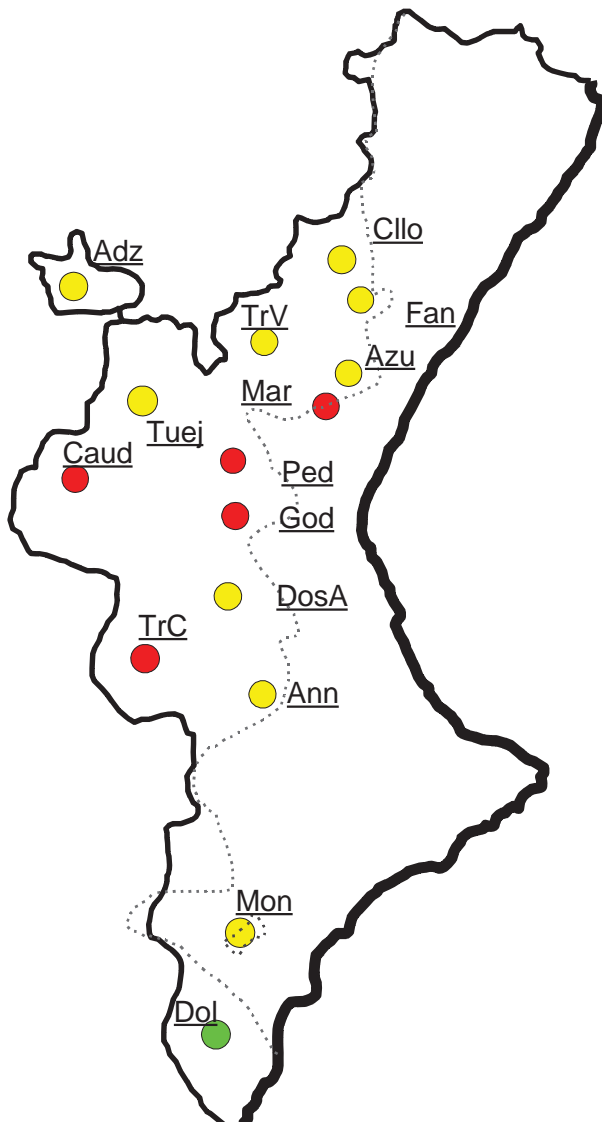 Cllo
Adz
Fan
TrV
Azu
Mar
Tuej
Caud
Ped
God
DosA
TrC
Ann
Mon
Dol